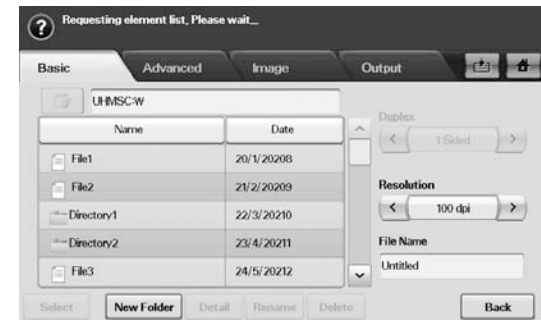 Requesting element list, Please wait...
Basic Advanced Image Output
UHMSC:W
Name Date
File1 20/1/20208
File2 21/2/20209
Directory1 22/3/20210
Directory2 23/4/20211
File3 24/5/20212
Duplex
1 Sided
Resolution
100 dpi
File Name
Untitled
Select New Folder Detail Rename Delete Back